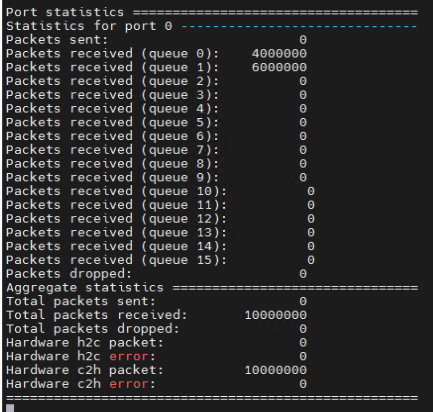 Port statistics ====================================
Statistics for port 0 ------------------------------
Packets sent: 0
Packets received (queue 0): 4000000
Packets received (queue 1): 6000000
Packets received (queue 2): 0
Packets received (queue 3): 0
Packets received (queue 4): 0
Packets received (queue 5): 0
Packets received (queue 6): 0
Packets received (queue 7): 0
Packets received (queue 8): 0
Packets received (queue 9): 0
Packets received (queue 10): 0
Packets received (queue 11): 0
Packets received (queue 12): 0
Packets received (queue 13): 0
Packets received (queue 14): 0
Packets received (queue 15): 0
Packets dropped: 0
Aggregate statistics ===============================
Total packets sent: 0
Total packets received: 10000000
Total packets dropped: 0
Hardware h2c packet: 0
Hardware h2c error: 0
Hardware c2h packet: 10000000
Hardware c2h error: 0
====================================================